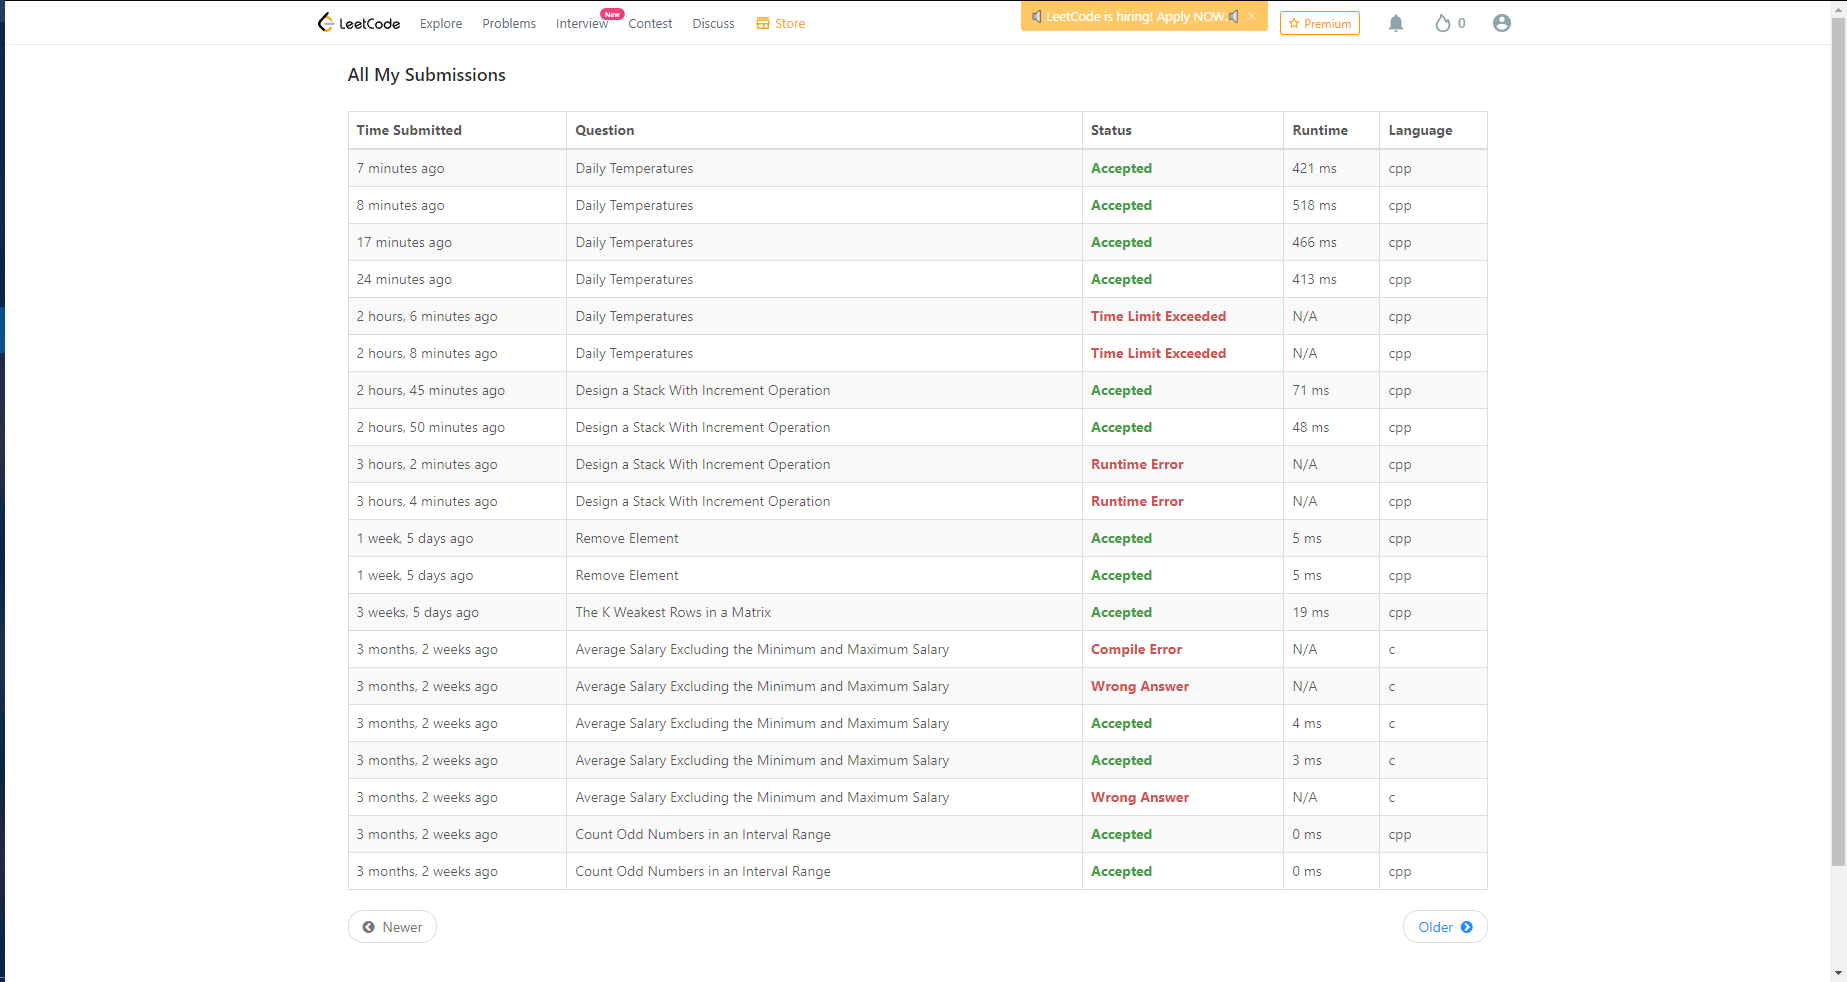 LeetCode Explore Problems Interview New Contest Discuss Store LeetCode is hiring! Apply NOW. × Premium 0
All My Submissions
Time Submitted Question Status Runtime Language
7 minutes ago Daily Temperatures Accepted 421 ms cpp
8 minutes ago Daily Temperatures Accepted 518 ms cpp
17 minutes ago Daily Temperatures Accepted 466 ms cpp
24 minutes ago Daily Temperatures Accepted 413 ms cpp
2 hours, 6 minutes ago Daily Temperatures Time Limit Exceeded N/A cpp
2 hours, 8 minutes ago Daily Temperatures Time Limit Exceeded N/A cpp
2 hours, 45 minutes ago Design a Stack With Increment Operation Accepted 71 ms cpp
2 hours, 50 minutes ago Design a Stack With Increment Operation Accepted 48 ms cpp
3 hours, 2 minutes ago Design a Stack With Increment Operation Runtime Error N/A cpp
3 hours, 4 minutes ago Design a Stack With Increment Operation Runtime Error N/A cpp
1 week, 5 days ago Remove Element Accepted 5 ms cpp
1 week, 5 days ago Remove Element Accepted 5 ms cpp
3 weeks, 5 days ago The K Weakest Rows in a Matrix Accepted 19 ms cpp
3 months, 2 weeks ago Average Salary Excluding the Minimum and Maximum Salary Compile Error N/A c
3 months, 2 weeks ago Average Salary Excluding the Minimum and Maximum Salary Wrong Answer N/A c
3 months, 2 weeks ago Average Salary Excluding the Minimum and Maximum Salary Accepted 4 ms c
3 months, 2 weeks ago Average Salary Excluding the Minimum and Maximum Salary Accepted 3 ms c
3 months, 2 weeks ago Average Salary Excluding the Minimum and Maximum Salary Wrong Answer N/A c
3 months, 2 weeks ago Count Odd Numbers in an Interval Range Accepted 0 ms cpp
3 months, 2 weeks ago Count Odd Numbers in an Interval Range Accepted 0 ms cpp
Newer Older